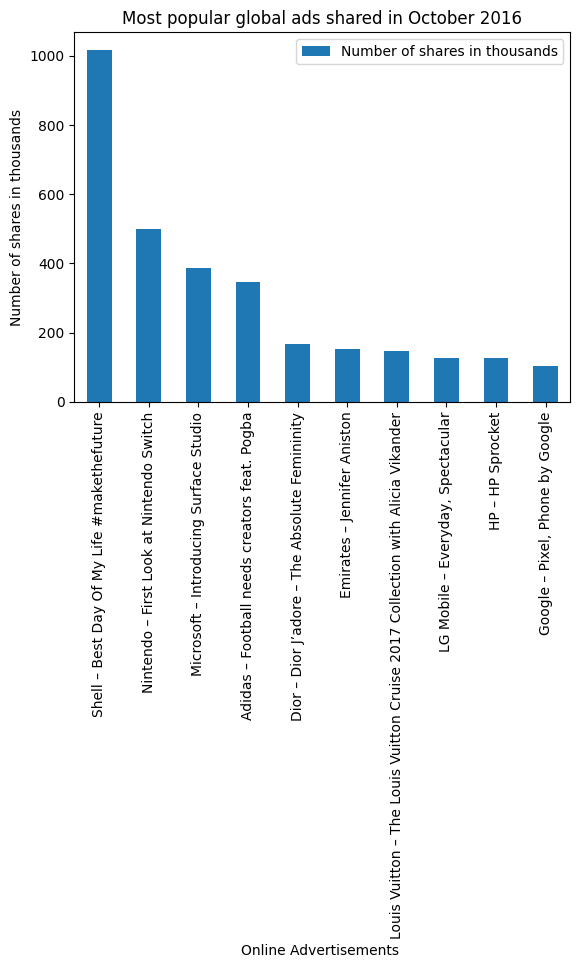 Most popular global ads shared in October 2016
Number of shares in thousands
Number of shares in thousands
1000
800
600
400
200
0
Shell – Best Day Of My Life #makethefuture
Nintendo – First Look at Nintendo Switch
Microsoft – Introducing Surface Studio
Adidas – Football needs creators feat. Pogba
Dior – Dior J'adore – The Absolute Femininity
Emirates – Jennifer Aniston
Louis Vuitton – The Louis Vuitton Cruise 2017 Collection with Alicia Vikander
LG Mobile – Everyday, Spectacular
HP – HP Sprocket
Google – Pixel, Phone by Google
Online Advertisements